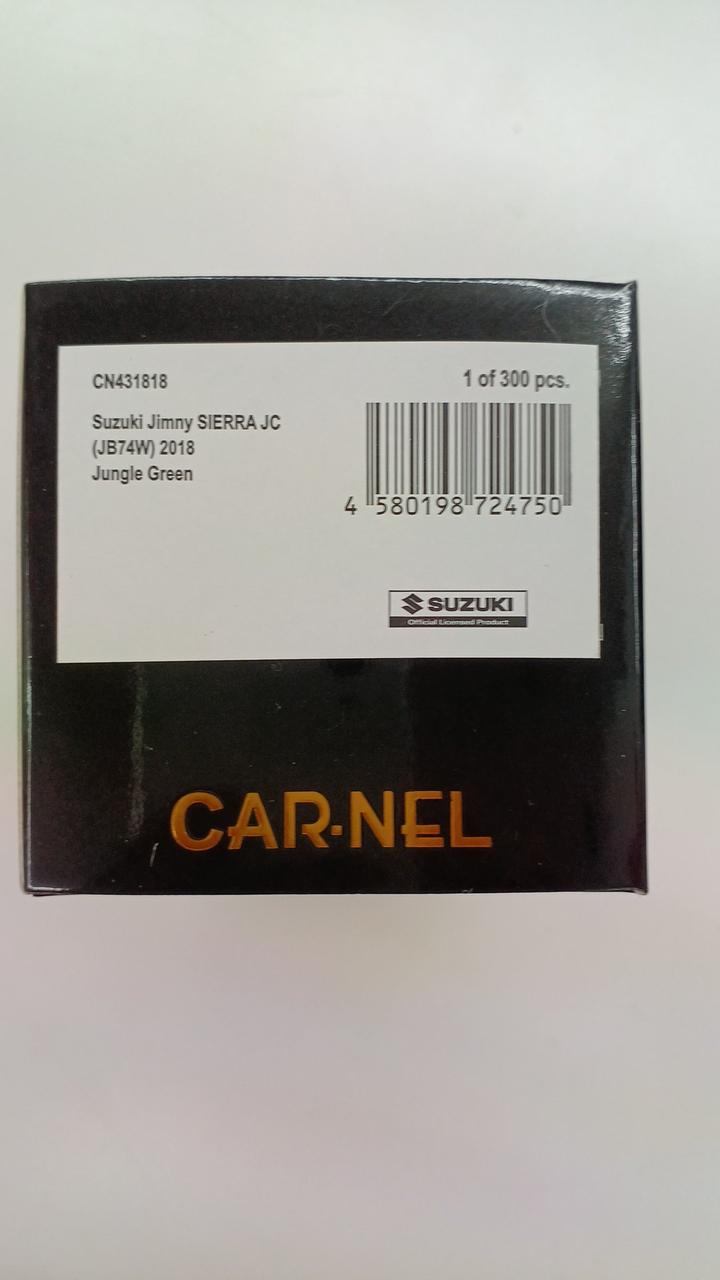 CN431818
1 of 300 pcs.
Suzuki Jimny SIERRA JC
(JB74W) 2018
Jungle Green
4 580198 724750
SUZUKI
Official Licensed Product
CAR-NEL